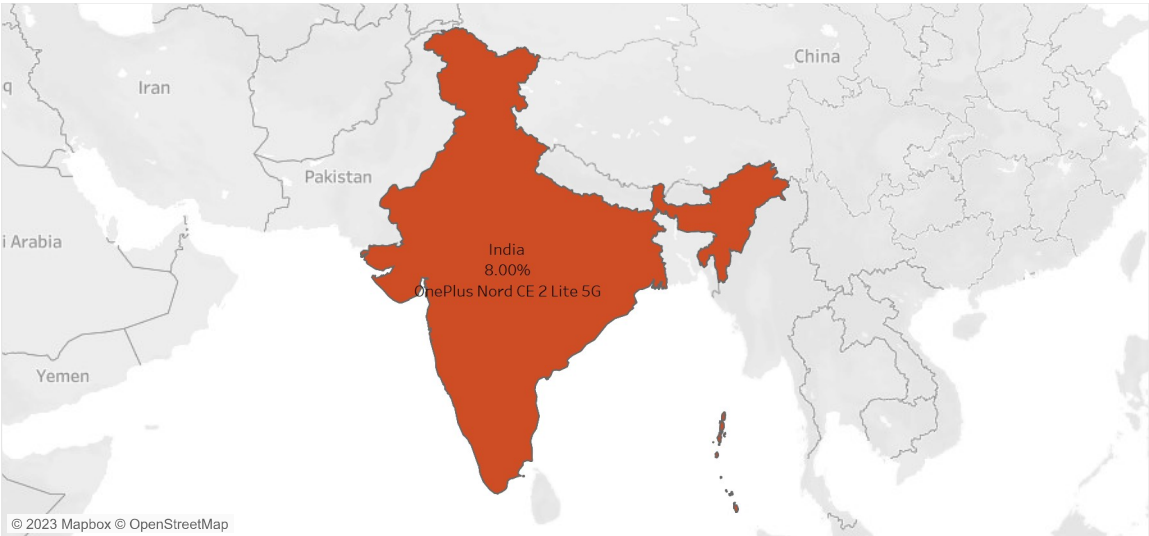 China
Iran
q
Pakistan
i Arabia
India
8.00%
OnePlus Nord CE 2 Lite 5G
Yemen
© 2023 Mapbox © OpenStreetMap